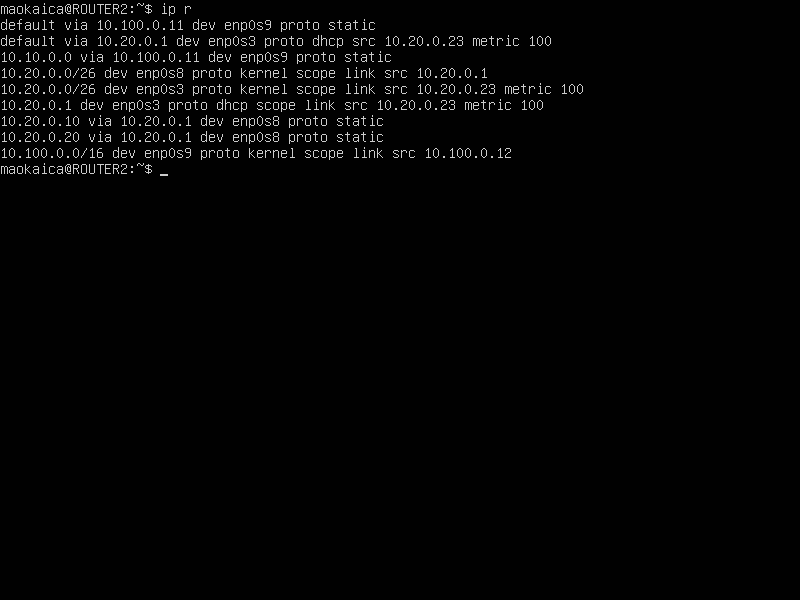 maokaica@ROUTER2:~$ ip r
default via 10.100.0.11 dev enp0s9 proto static
default via 10.20.0.1 dev enp0s3 proto dhcp src 10.20.0.23 metric 100
10.10.0.0 via 10.100.0.11 dev enp0s9 proto static
10.20.0.0/26 dev enp0s8 proto kernel scope link src 10.20.0.1
10.20.0.0/26 dev enp0s3 proto kernel scope link src 10.20.0.23 metric 100
10.20.0.1 dev enp0s3 proto dhcp scope link src 10.20.0.23 metric 100
10.20.0.10 via 10.20.0.1 dev enp0s8 proto static
10.20.0.20 via 10.20.0.1 dev enp0s8 proto static
10.100.0.0/16 dev enp0s9 proto kernel scope link src 10.100.0.12
maokaica@ROUTER2:~$ _